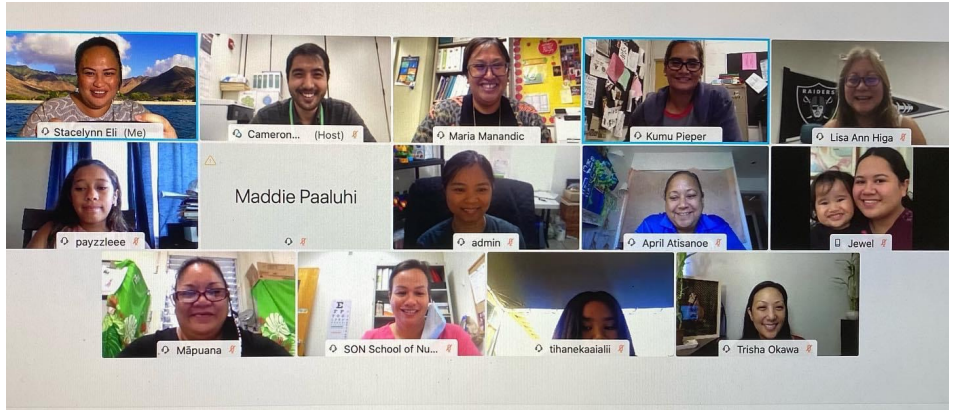 Stacelynn Eli (Me)
Cameron... (Host)
Maria Manandic
Kumu Pieper
RAIDERS
Lisa Ann Higa
payzzleee
Maddie Paaluhi
admin
April Atisanoe
Jewel
Māpuana
E
SON School of Nu...
tihanekaaialii
Trisha Okawa